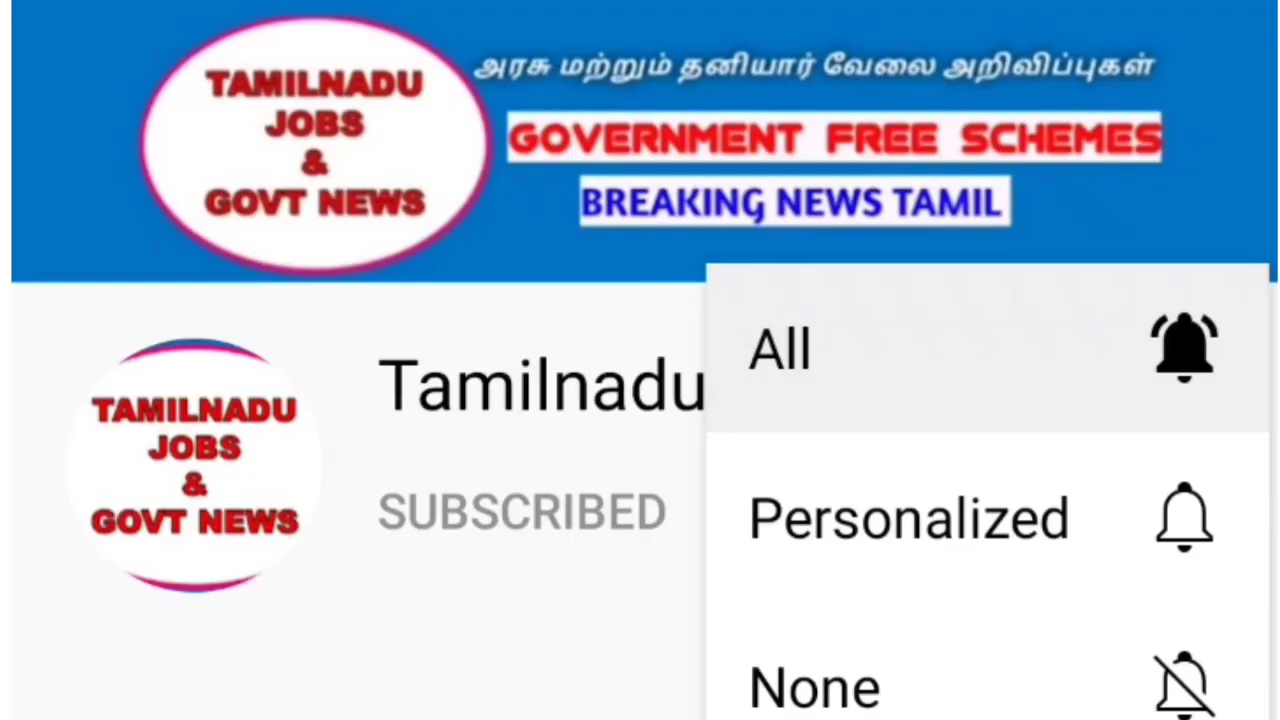 TAMILNADU
JOBS
&
GOVT NEWS
அரசு மற்றும் தனியார் வேலை அறிவிப்புகள்
GOVERNMENT FREE SCHEMES
BREAKING NEWS TAMIL
TAMILNADU
JOBS
&
GOVT NEWS
Tamilnadu
SUBSCRIBED
All
Personalized
None